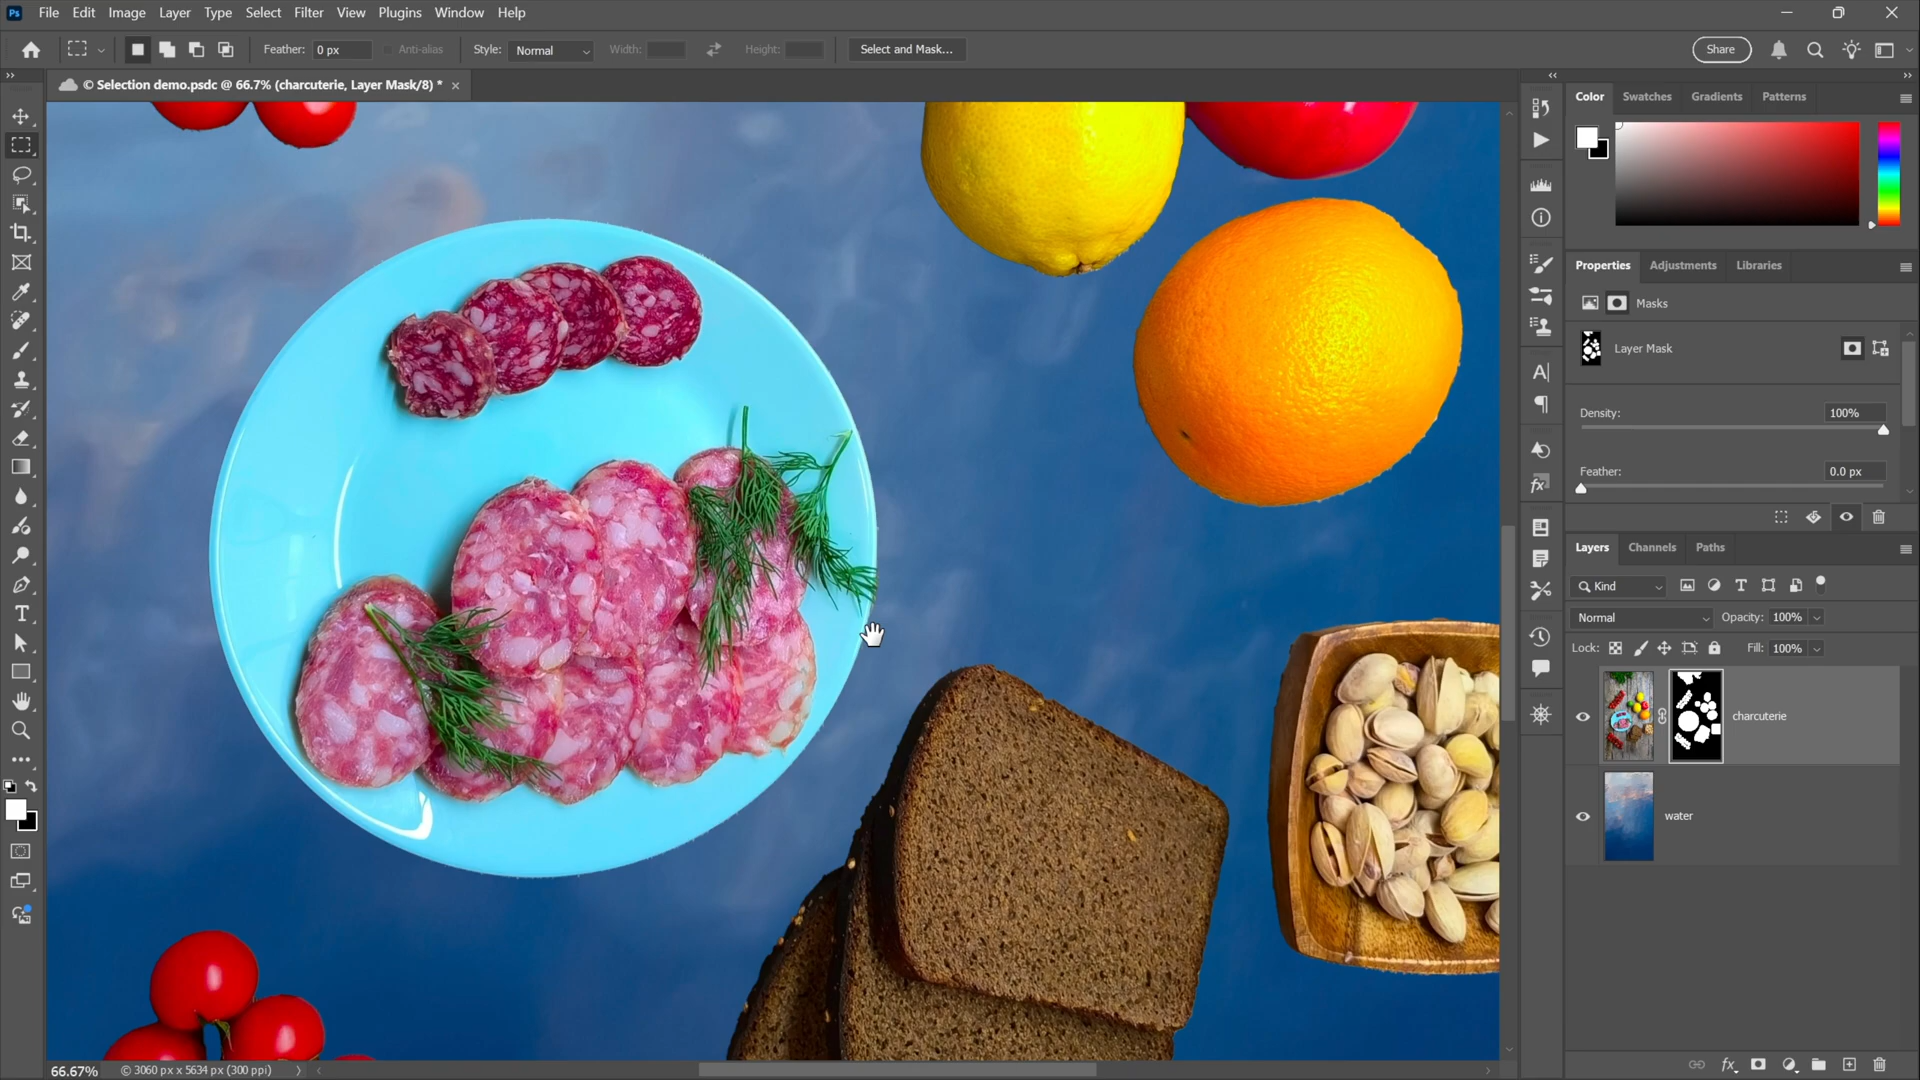 Ps File Edit Image Layer Type Select Filter View Plugins Window Help
Feather: 0 px Anti-alias Style: Normal Width: Height: Select and Mask... Share
© Selection demo.psdc @ 66.7% (charcuterie, Layer Mask/8) *
Color Swatches Gradients Patterns
Properties Adjustments Libraries
Masks
Layer Mask
Density: 100%
Feather: 0.0 px
Layers Channels Paths
Kind
Normal Opacity: 100%
Lock: Fill: 100%
charcuterie
water
66.67% © 3060 px x 5634 px (300 ppi)